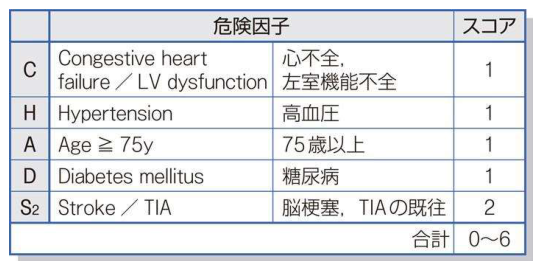 危険因子 スコア
C Congestive heart failure ／ LV dysfunction 心不全, 左室機能不全 1
H Hypertension 高血圧 1
A Age ≧ 75y 75歳以上 1
D Diabetes mellitus 糖尿病 1
S2 Stroke ／ TIA 脳梗塞, TIAの既往 2
合計 0〜6